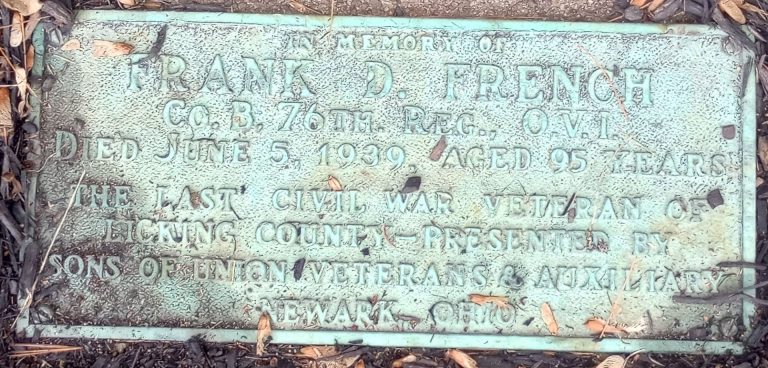 IN MEMORY OF
FRANK D. FRENCH
CO. B, 76TH. REG., O.V.I.
DIED JUNE 5, 1939, AGED 95 YEARS
THE LAST CIVIL WAR VETERAN OF
LICKING COUNTY—PRESENTED BY
SONS OF UNION VETERANS & AUXILIARY
NEWARK, OHIO